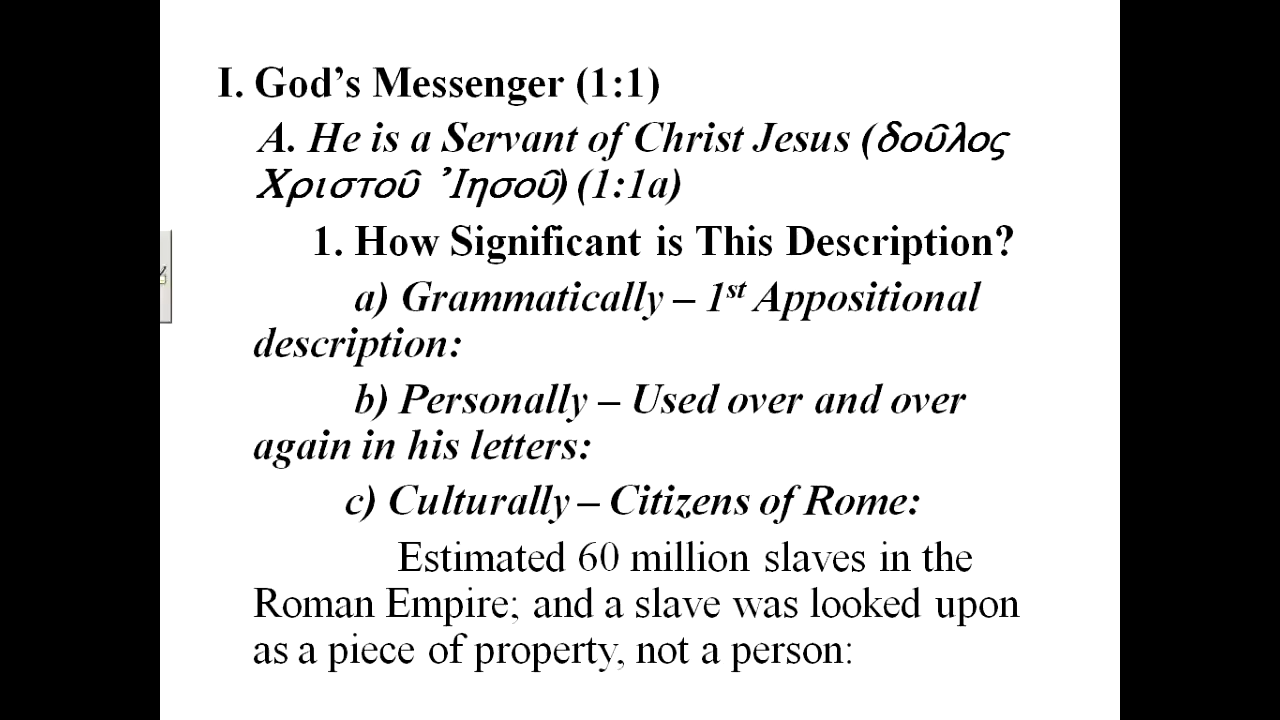 I. God’s Messenger (1:1)
A. He is a Servant of Christ Jesus (δοῦλος
Χριστοῦ Ἰησοῦ) (1:1a)
1. How Significant is This Description?
a) Grammatically – 1st Appositional
description:
b) Personally – Used over and over
again in his letters:
c) Culturally – Citizens of Rome:
Estimated 60 million slaves in the
Roman Empire; and a slave was looked upon
as a piece of property, not a person: